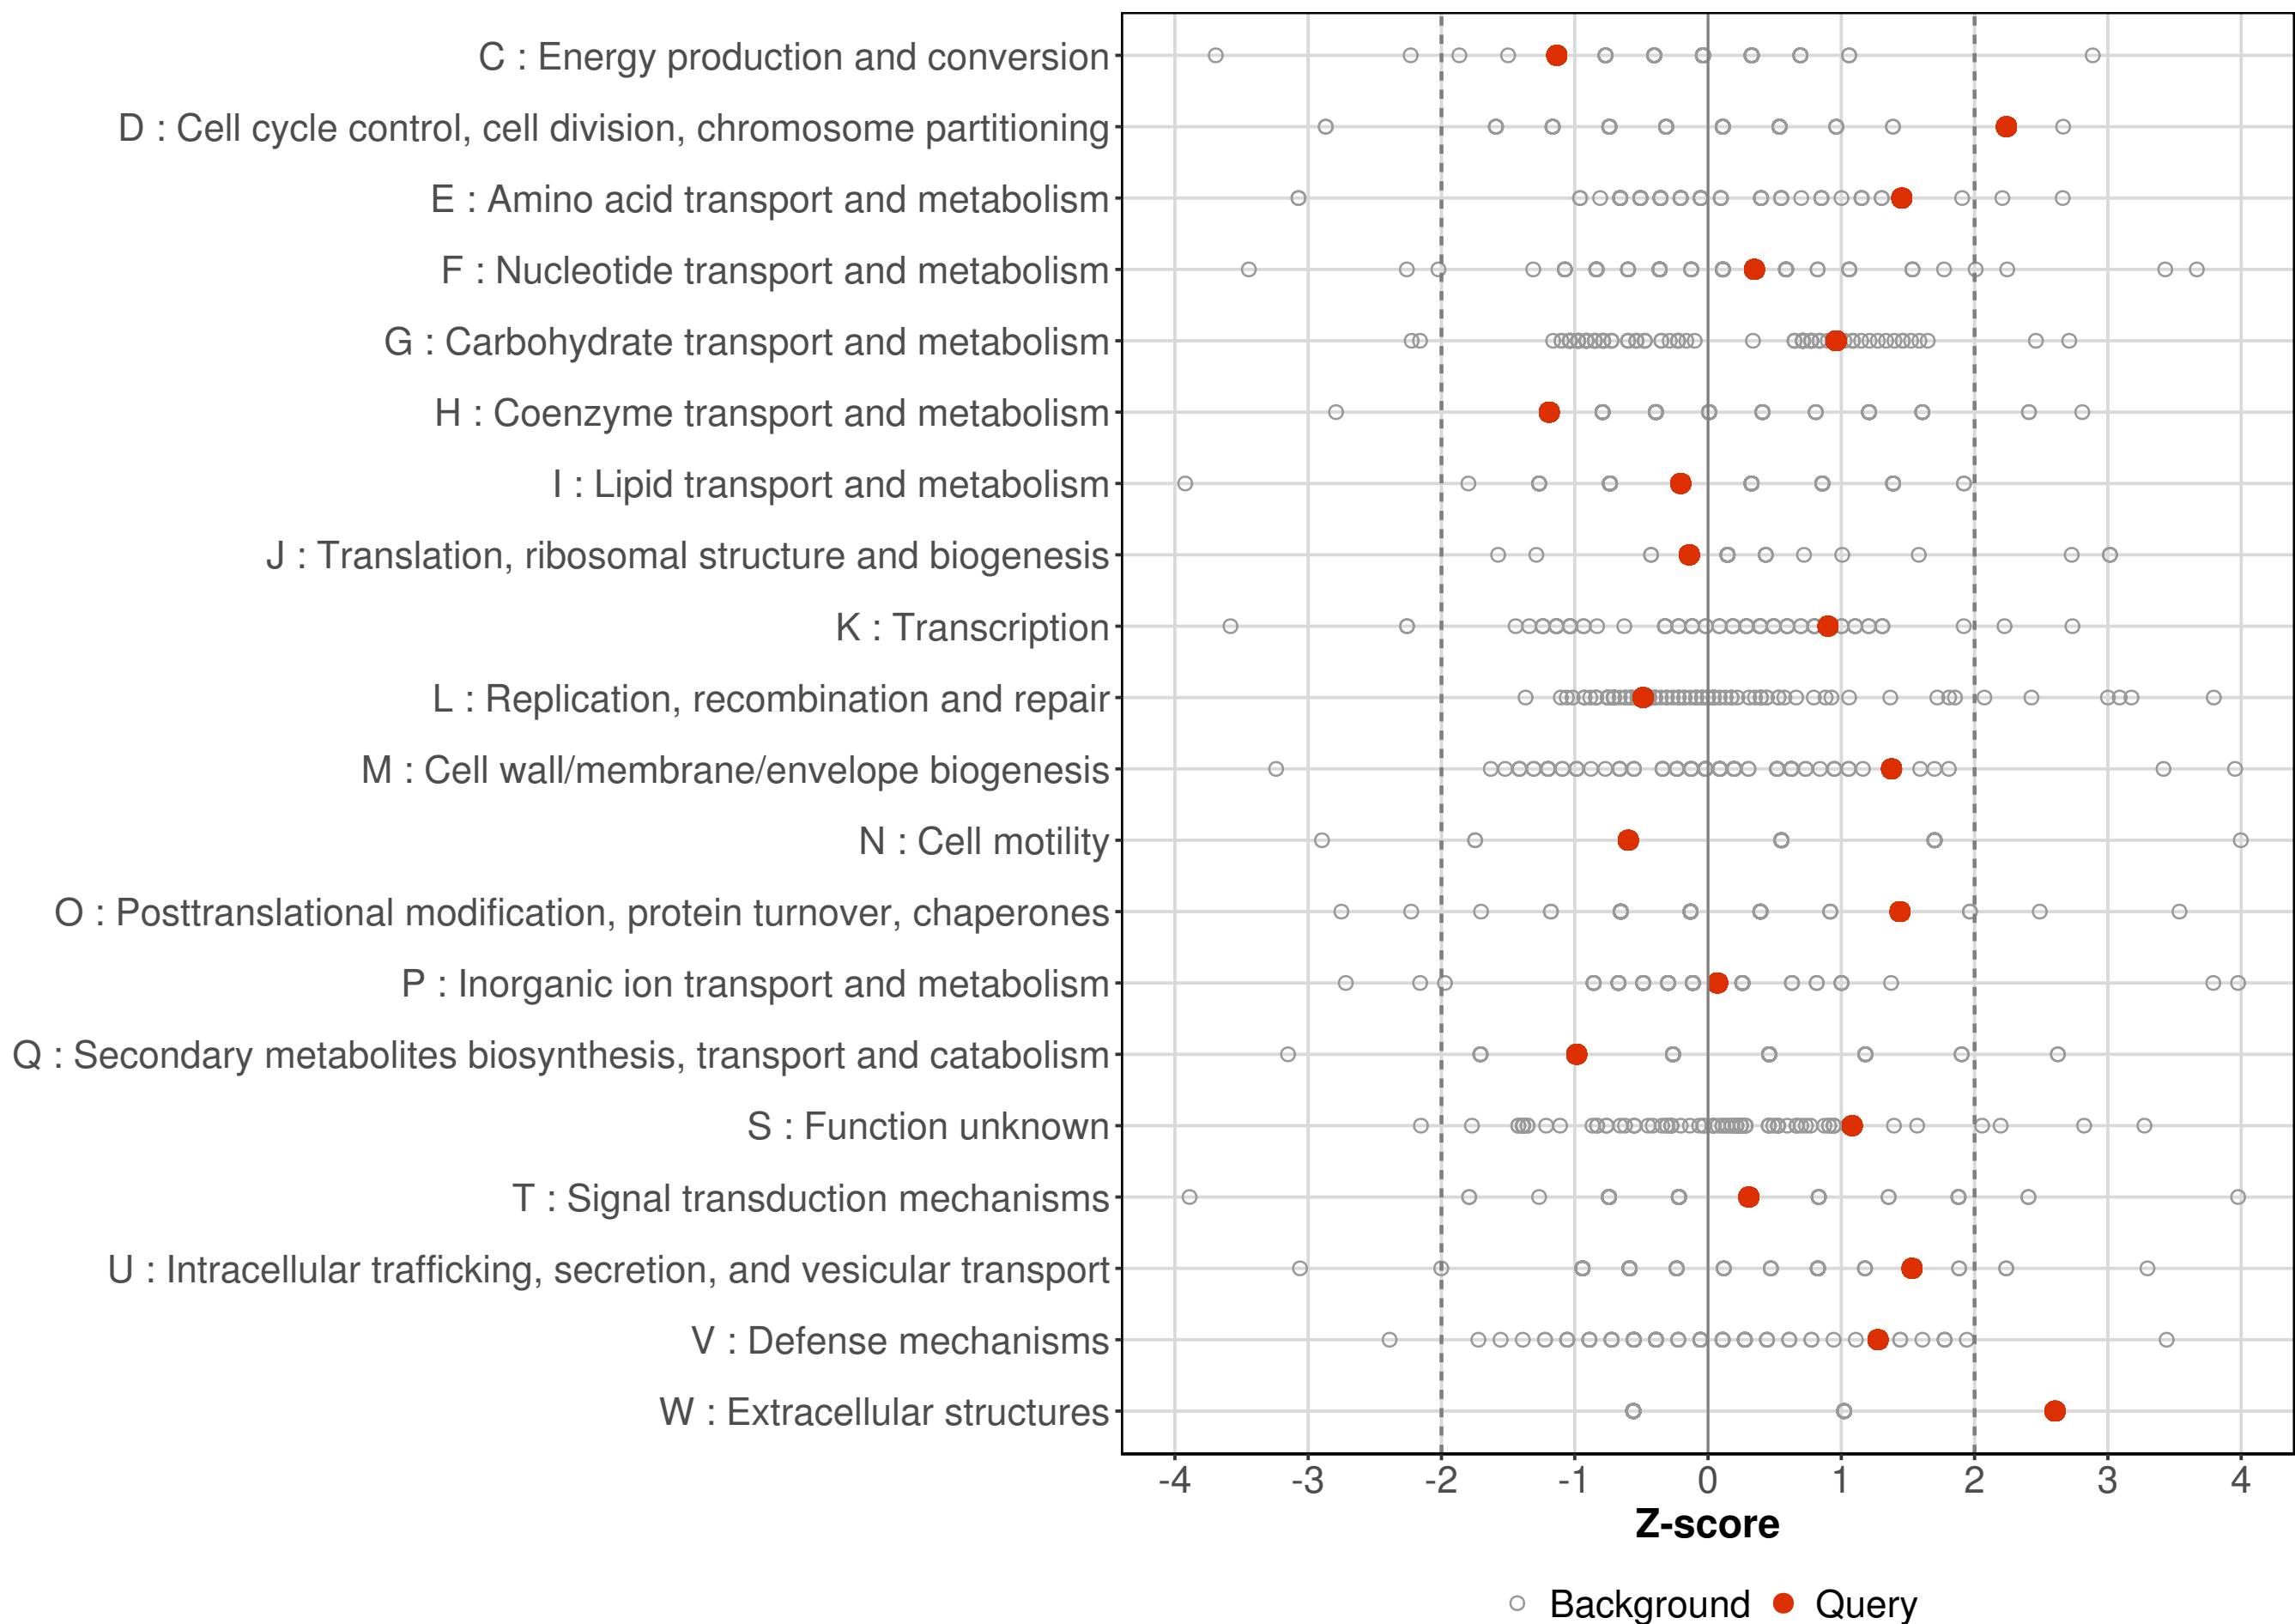 C : Energy production and conversion
D : Cell cycle control, cell division, chromosome partitioning
E : Amino acid transport and metabolism
F : Nucleotide transport and metabolism
G : Carbohydrate transport and metabolism
H : Coenzyme transport and metabolism
I : Lipid transport and metabolism
J : Translation, ribosomal structure and biogenesis
K : Transcription
L : Replication, recombination and repair
M : Cell wall/membrane/envelope biogenesis
N : Cell motility
O : Posttranslational modification, protein turnover, chaperones
P : Inorganic ion transport and metabolism
Q : Secondary metabolites biosynthesis, transport and catabolism
S : Function unknown
T : Signal transduction mechanisms
U : Intracellular trafficking, secretion, and vesicular transport
V : Defense mechanisms
W : Extracellular structures
-4 -3 -2 -1 0 1 2 3 4
Z-score
Background Query